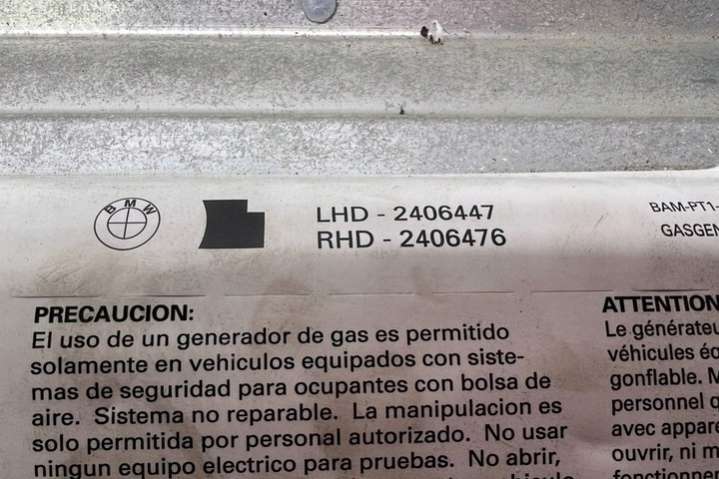 BMW
LHD - 2406447
RHD - 2406476
BAM-PT1-
GASGEN
PRECAUCION:
El uso de un generador de gas es permitido
solamente en vehiculos equipados con siste-
mas de seguridad para ocupantes con bolsa de
aire. Sistema no reparable. La manipulacion es
solo permitida por personal autorizado. No usar
ningun equipo electrico para pruebas. No abrir,
ATTENTION
Le générateu
véhicules éq
gonflable. M
personnel q
avec appare
ouvrir, ni m